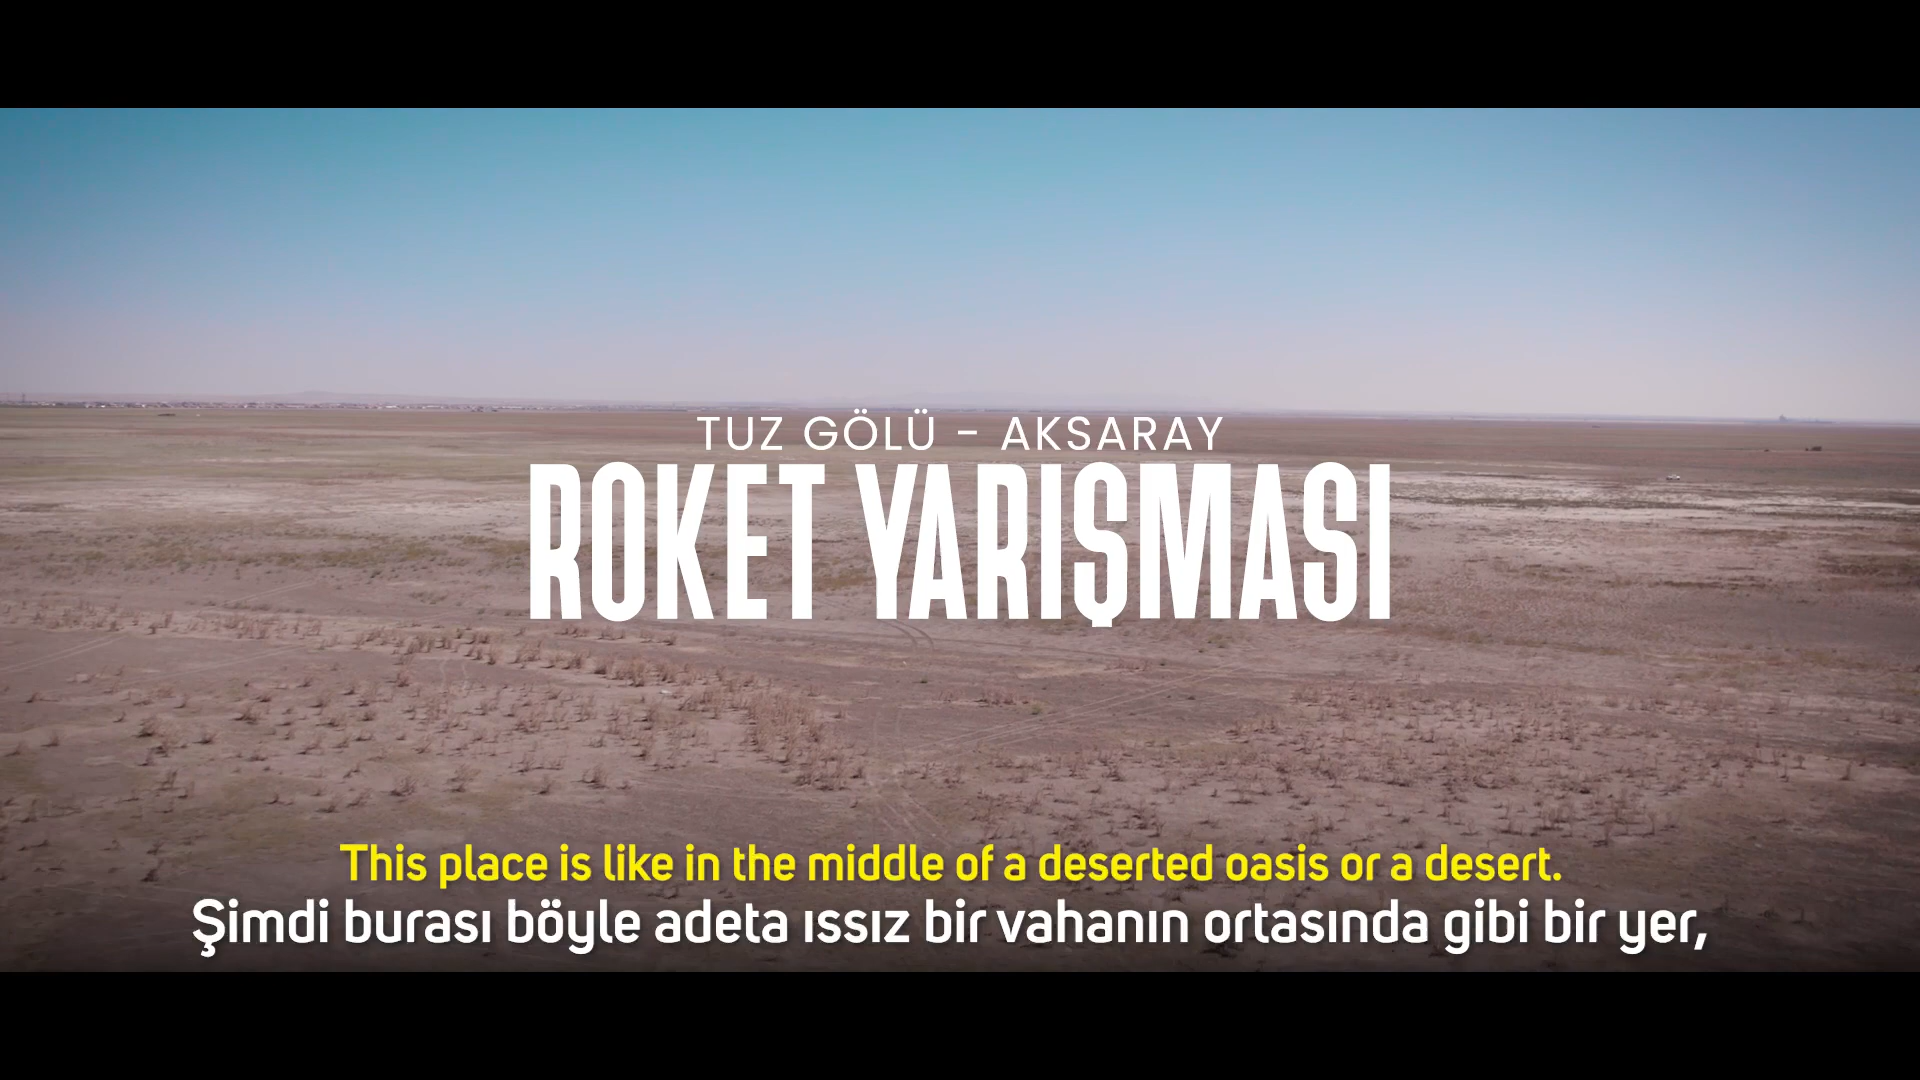 TUZ GÖLÜ - AKSARAY
ROKET YARIŞMASI
This place is like in the middle of a deserted oasis or a desert.
Şimdi burası böyle adeta ıssız bir vahanın ortasında gibi bir yer,